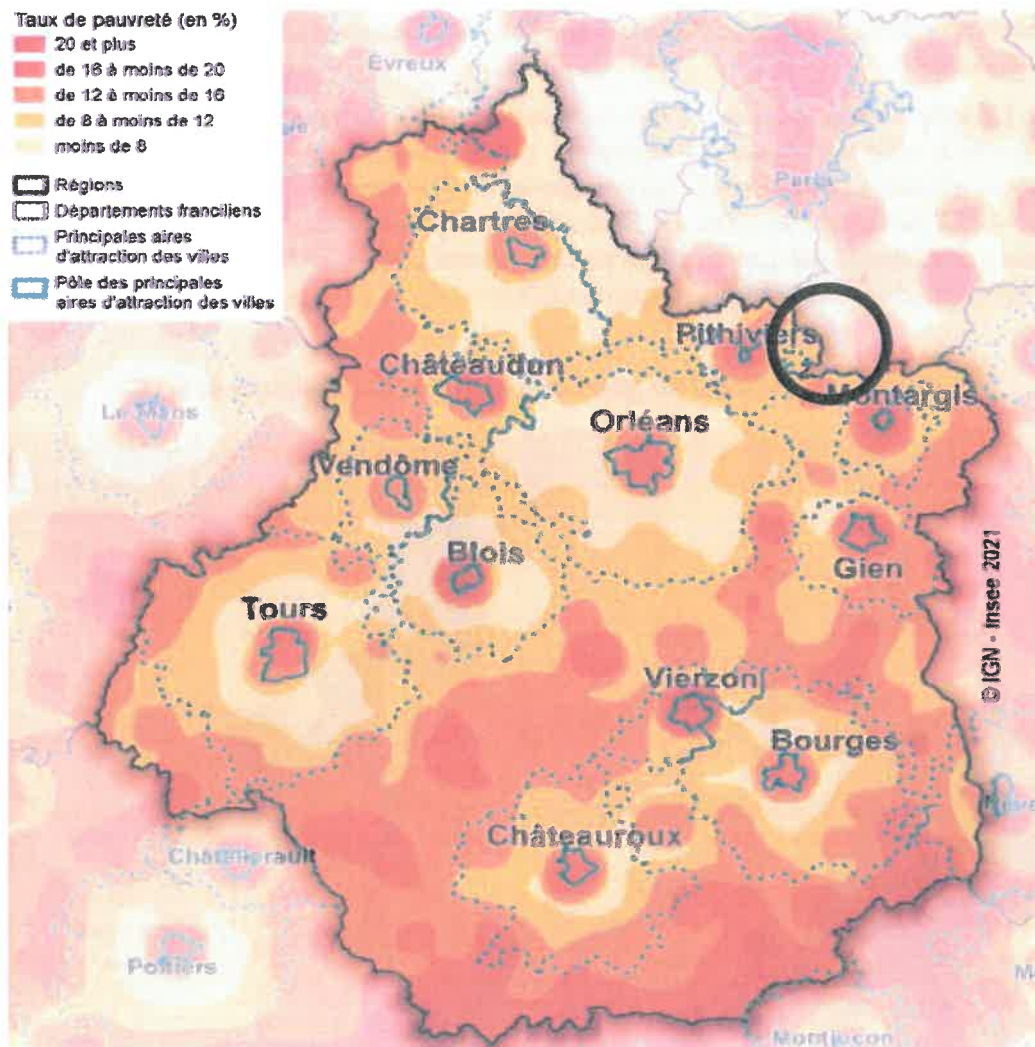 Taux de pauvreté (en %)
20 et plus
de 16 à moins de 20
de 12 à moins de 16
de 8 à moins de 12
moins de 8
Régions
Départements franciliens
Principales aires
d'attraction des villes
Pôle des principales
aires d'attraction des villes
Evreux
Paris
Chartres
Pithiviers
Châteaudun
Montargis
Le Mans
Orléans
Vendôme
Blois
Gien
Tours
Vierzon
Bourges
Châteauroux
Châtellerault
Poitiers
Montluçon
© IGN - Insee 2021